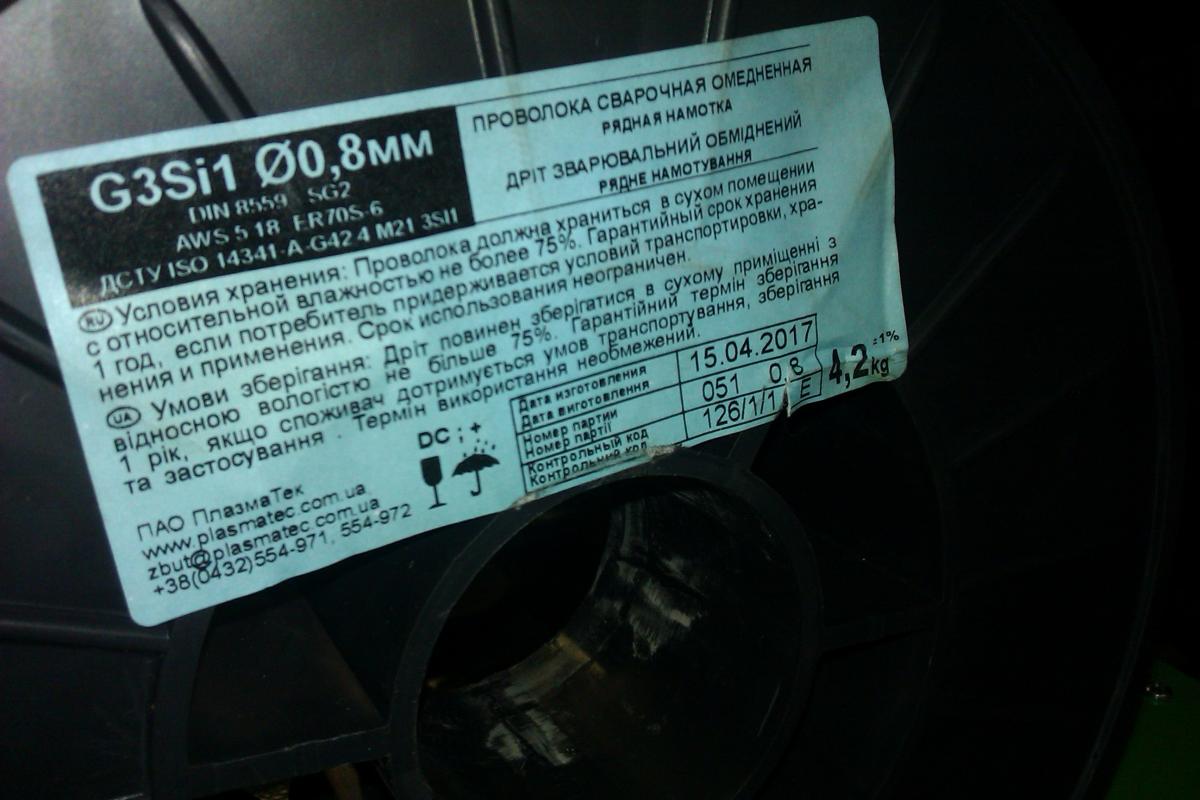 G3Si1 Ø0,8мм
DIN 8559 SG2
AWS 5.18 ER70S-6
ДСТУ ISO 14341-A-G42 4 M21 3Si1
ПРОВОЛОКА СВАРОЧНАЯ ОМЕДНЕННАЯ
РЯДНАЯ НАМОТКА
ДРІТ ЗВАРЮВАЛЬНИЙ ОБМІДНЕНИЙ
РЯДНЕ НАМОТУВАННЯ
RU Условия хранения: Проволока должна храниться в сухом помещении
с относительной влажностью не более 75%. Гарантийный срок хранения
1 год, если потребитель придерживается условий транспортировки, хра-
нения и применения. Срок использования неограничен.
UA Умови зберігання: Дріт повинен зберігатися в сухому приміщенні з
відносною вологістю не більше 75%. Гарантійний термін зберігання
1 рік, якщо споживач дотримується умов транспортування, зберігання
та застосування. Термін використання необмежений.
Дата изготовления
Дата виготовлення
15.04.2017
Номер партии
Номер партії
051 0,8
Контрольный код
Контрольний код
126/1/1 E
4,2kg ±1%
DC ; +
ПАО ПлазмаТек
www.plasmatec.com.ua
zbut@plasmatec.com.ua
+38(0432)554-971, 554-972